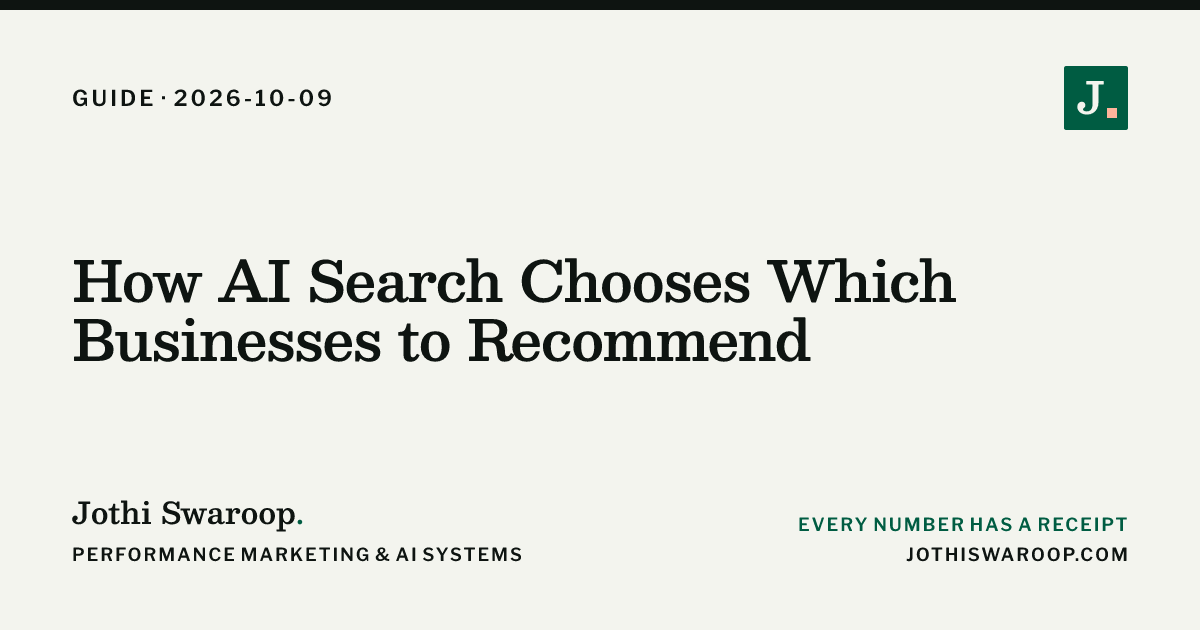 GUIDE · 2026-10-09
J.
How AI Search Chooses Which
Businesses to Recommend
Jothi Swaroop.
PERFORMANCE MARKETING & AI SYSTEMS
EVERY NUMBER HAS A RECEIPT
JOTHISWAROOP.COM